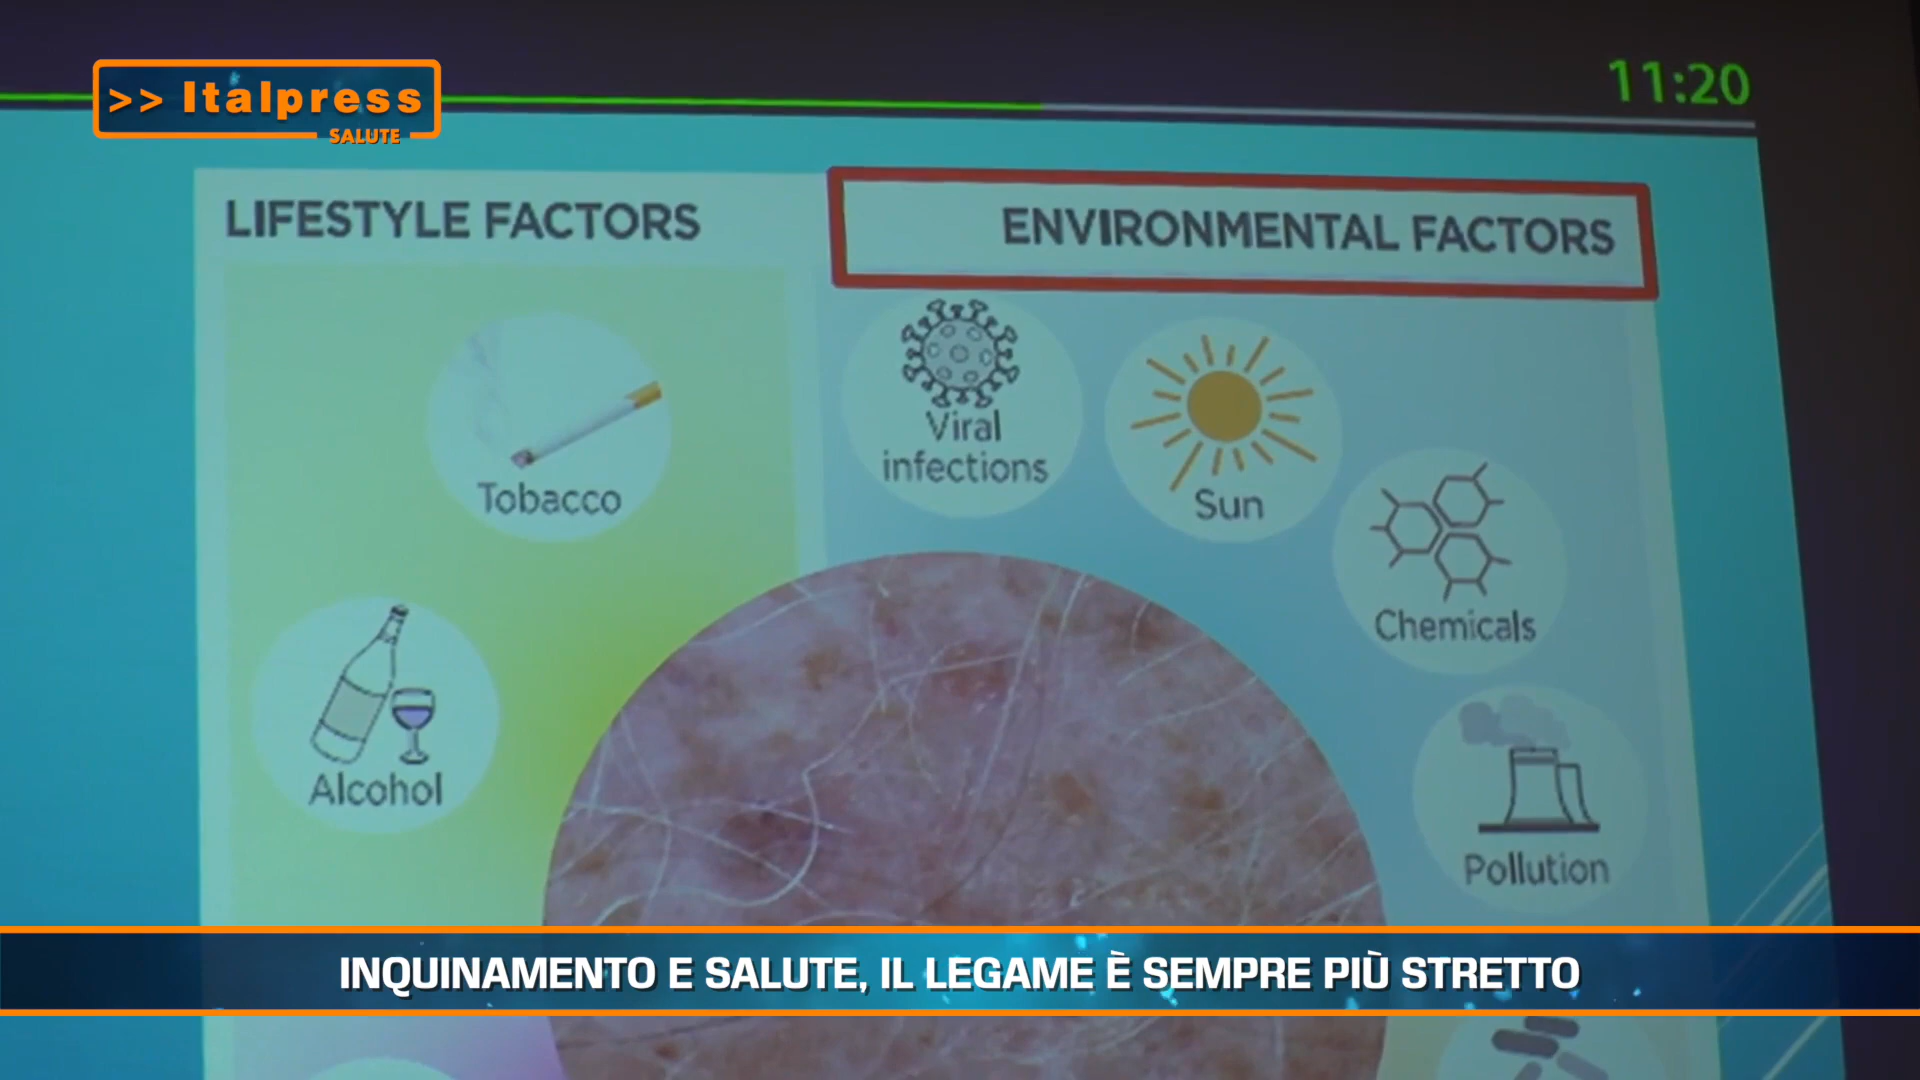 >> Italpress
SALUTE
11:20
LIFESTYLE FACTORS
ENVIRONMENTAL FACTORS
Viral
infections
Sun
Tobacco
Chemicals
Alcohol
Pollution
INQUINAMENTO E SALUTE, IL LEGAME È SEMPRE PIÙ STRETTO